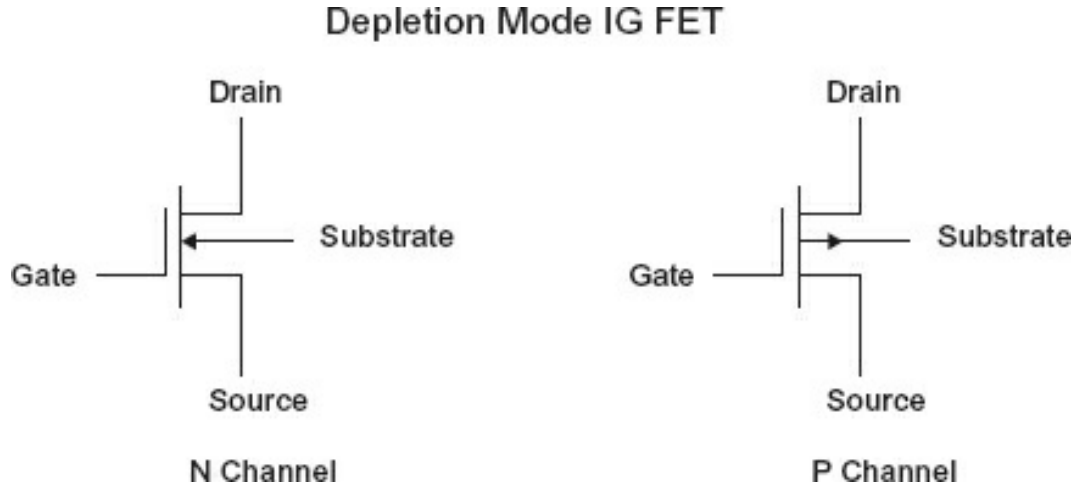 Depletion Mode IG FET
Drain
Substrate
Gate
Source
N Channel
Drain
Substrate
Gate
Source
P Channel